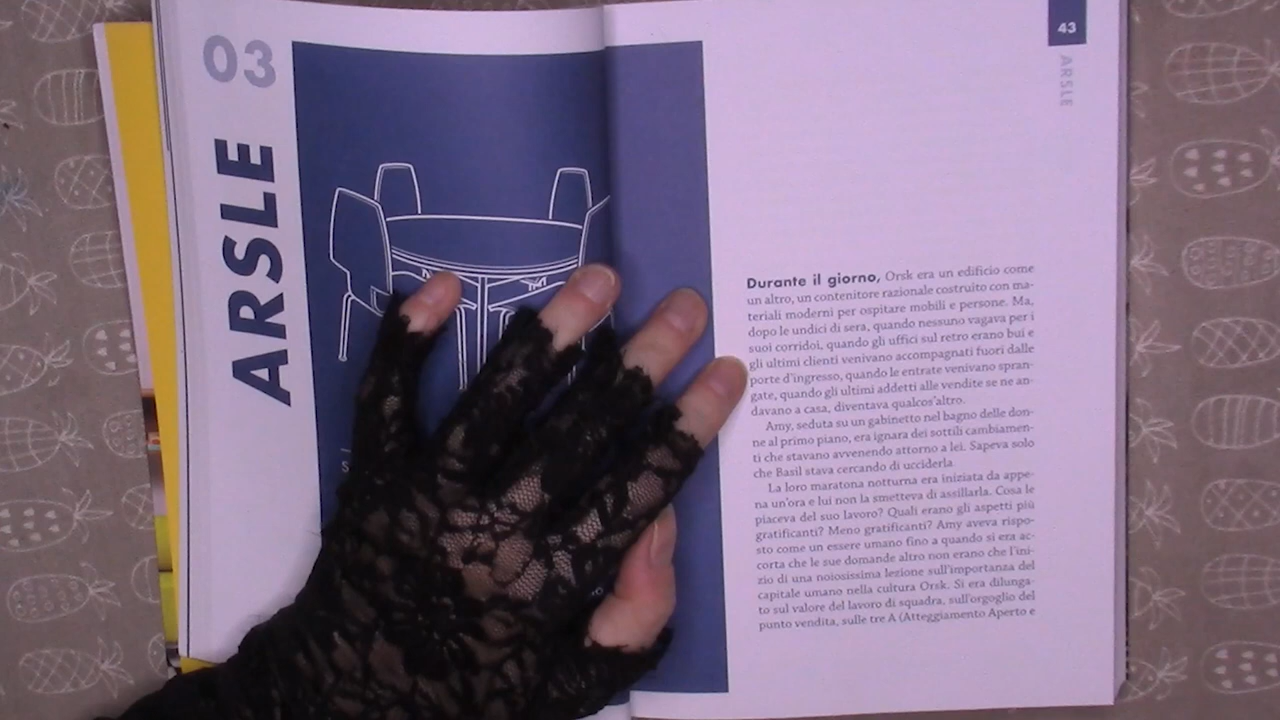 03
ARSLE
43
ARSLE
Durante il giorno, Orsk era un edificio come
un altro, un contenitore razionale costruito con ma-
teriali moderni per ospitare mobili e persone. Ma,
dopo le undici di sera, quando nessuno vagava per i
suoi corridoi, quando gli uffici sul retro erano bui e
gli ultimi clienti venivano accompagnati fuori dalle
porte d'ingresso, quando le entrate venivano spran-
gate, quando gli ultimi addetti alle vendite se ne an-
davano a casa, diventava qualcos'altro.
Amy, seduta su un gabinetto nel bagno delle don-
ne al primo piano, era ignara dei sottili cambiamen-
ti che stavano avvenendo attorno a lei. Sapeva solo
che Basil stava cercando di ucciderla.
La loro maratona notturna era iniziata da appe-
na un'ora e lui non la smetteva di assillarla. Cosa le
piaceva del suo lavoro? Quali erano gli aspetti più
gratificanti? Meno gratificanti? Amy aveva rispo-
sto come un essere umano fino a quando si era ac-
corta che le sue domande altro non erano che l'ini-
zio di una noiosissima lezione sull'importanza del
capitale umano nella cultura Orsk. Si era dilunga-
to sul valore del lavoro di squadra, sull'orgoglio del
punto vendita, sulle tre A (Atteggiamento Aperto e